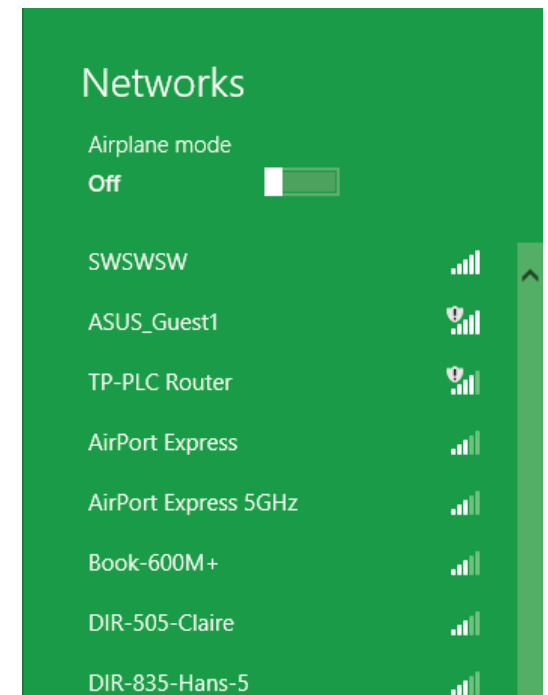 Networks
Airplane mode
Off
SWSWSW
ASUS_Guest1
TP-PLC Router
AirPort Express
AirPort Express 5GHz
Book-600M+
DIR-505-Claire
DIR-835-Hans-5